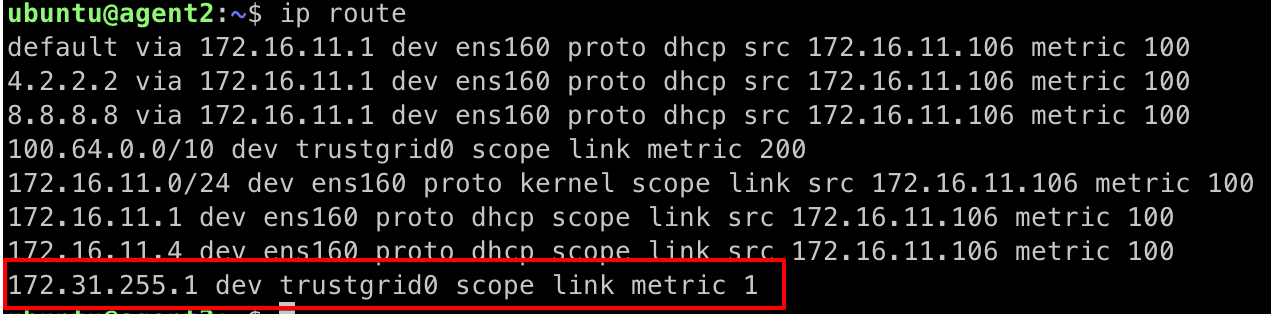 ubuntu@agent2:~$ ip route
default via 172.16.11.1 dev ens160 proto dhcp src 172.16.11.106 metric 100
4.2.2.2 via 172.16.11.1 dev ens160 proto dhcp src 172.16.11.106 metric 100
8.8.8.8 via 172.16.11.1 dev ens160 proto dhcp src 172.16.11.106 metric 100
100.64.0.0/10 dev trustgrid0 scope link metric 200
172.16.11.0/24 dev ens160 proto kernel scope link src 172.16.11.106 metric 100
172.16.11.1 dev ens160 proto dhcp scope link src 172.16.11.106 metric 100
172.16.11.4 dev ens160 proto dhcp scope link src 172.16.11.106 metric 100
172.31.255.1 dev trustgrid0 scope link metric 1
ubuntu@agent2:~$